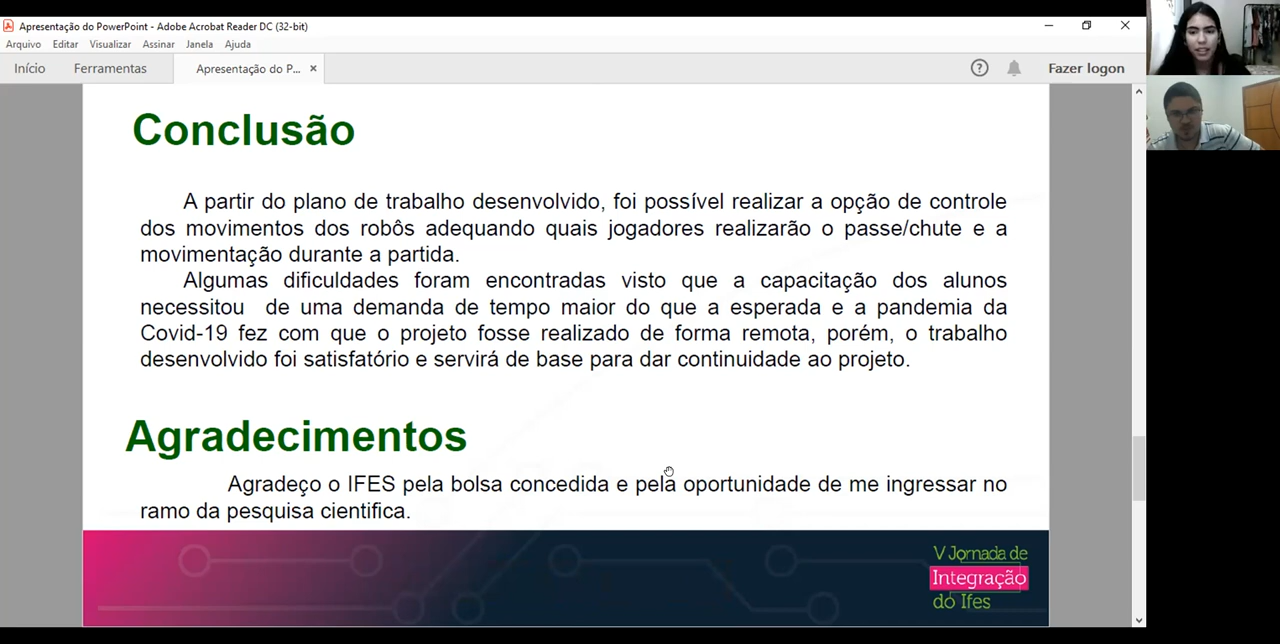 Apresentação do PowerPoint - Adobe Acrobat Reader DC (32-bit)
Arquivo Editar Visualizar Assinar Janela Ajuda
Início Ferramentas Apresentação do P... × Fazer logon
Conclusão
A partir do plano de trabalho desenvolvido, foi possível realizar a opção de controle
dos movimentos dos robôs adequando quais jogadores realizarão o passe/chute e a
movimentação durante a partida.
Algumas dificuldades foram encontradas visto que a capacitação dos alunos
necessitou de uma demanda de tempo maior do que a esperada e a pandemia da
Covid-19 fez com que o projeto fosse realizado de forma remota, porém, o trabalho
desenvolvido foi satisfatório e servirá de base para dar continuidade ao projeto.
Agradecimentos
Agradeço o IFES pela bolsa concedida e pela oportunidade de me ingressar no
ramo da pesquisa cientifica.
V Jornada de
Integração
do Ifes